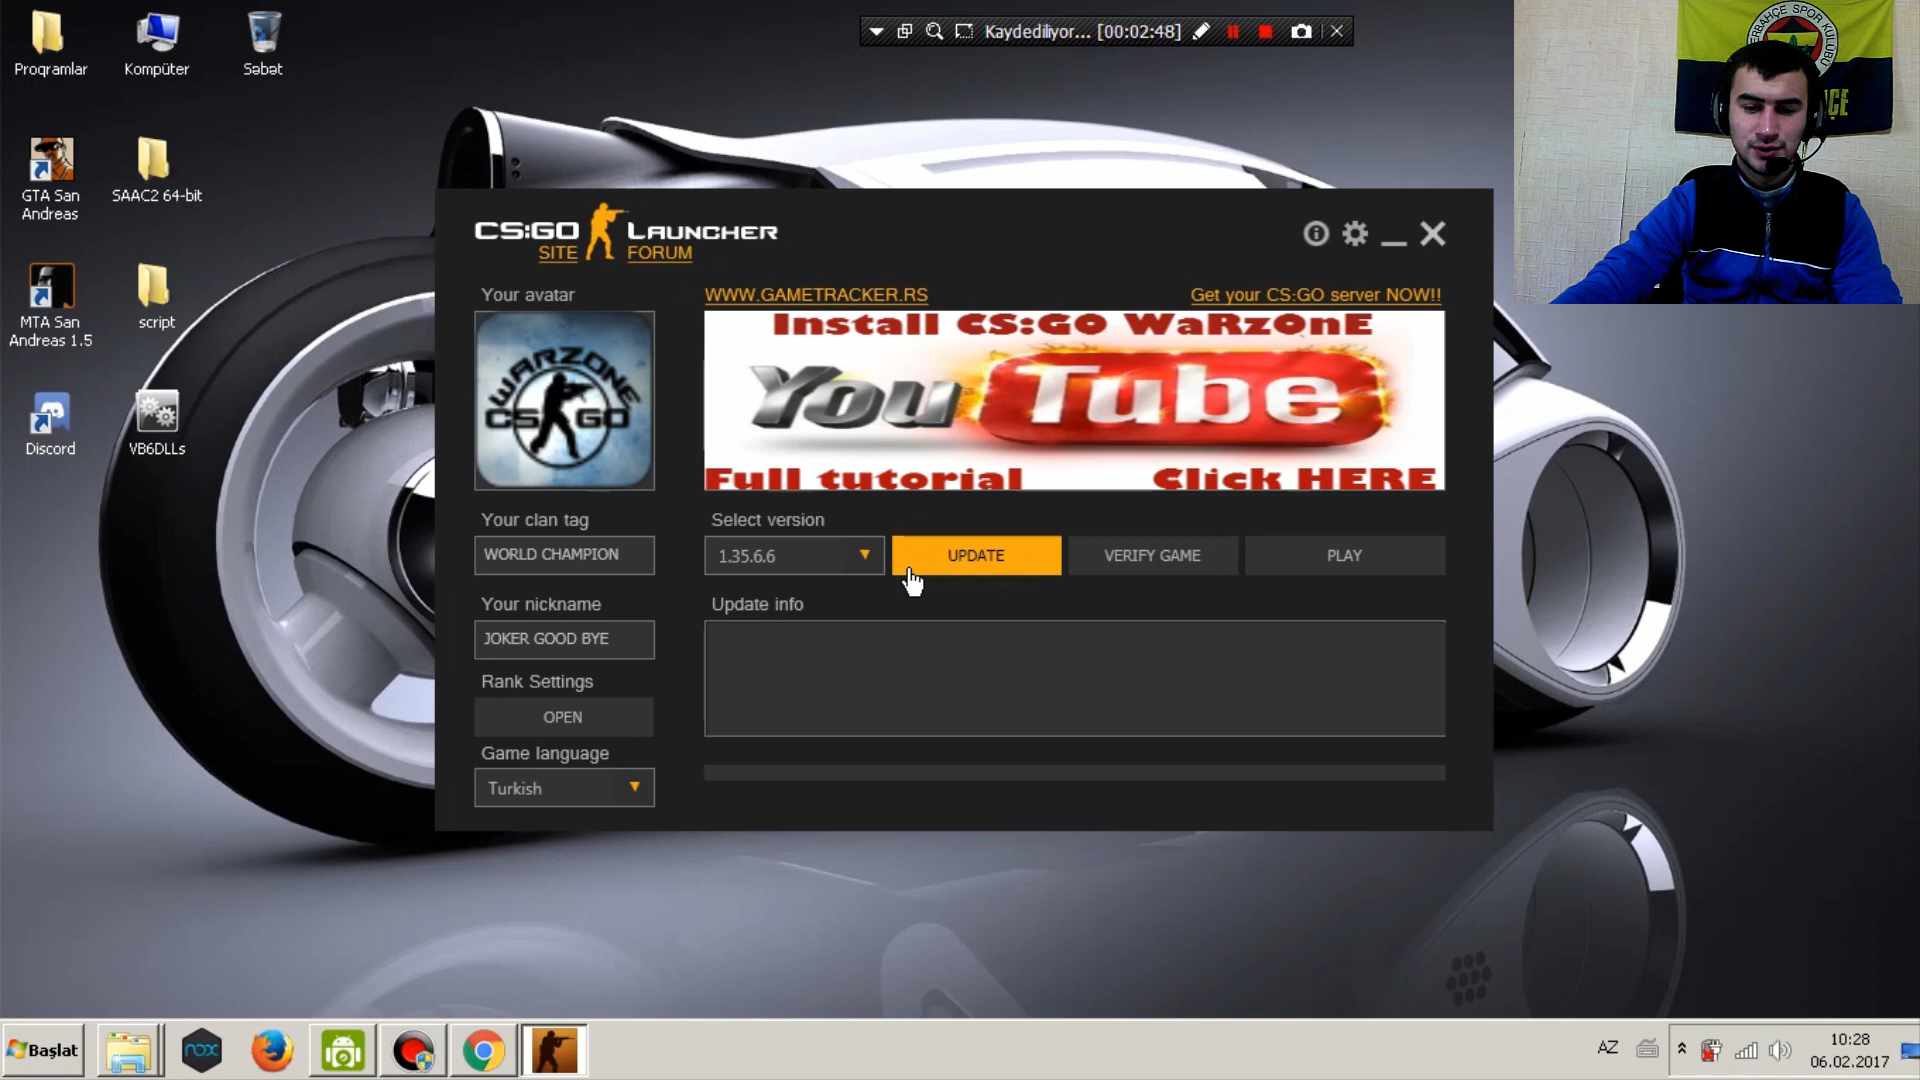 Proqramlar
Kompüter
Səbət
Kaydediliyor... [00:02:48]
GTA San
Andreas
SAAC2 64-bit
MTA San
Andreas 1.5
script
Discord
VB6DLLs
CS:GO LAUNCHER
SITE
FORUM
Your avatar
WWW.GAMETRACKER.RS
Get your CS:GO server NOW!!
WARZONE
CS GO
Install CS:GO WaRzOnE
YouTube
Full tutorial
Click HERE
Your clan tag
WORLD CHAMPION
Select version
1.35.6.6
UPDATE
VERIFY GAME
PLAY
Your nickname
JOKER GOOD BYE
Update info
Rank Settings
OPEN
Game language
Turkish
Başlat
nox
AZ
10:28
06.02.2017